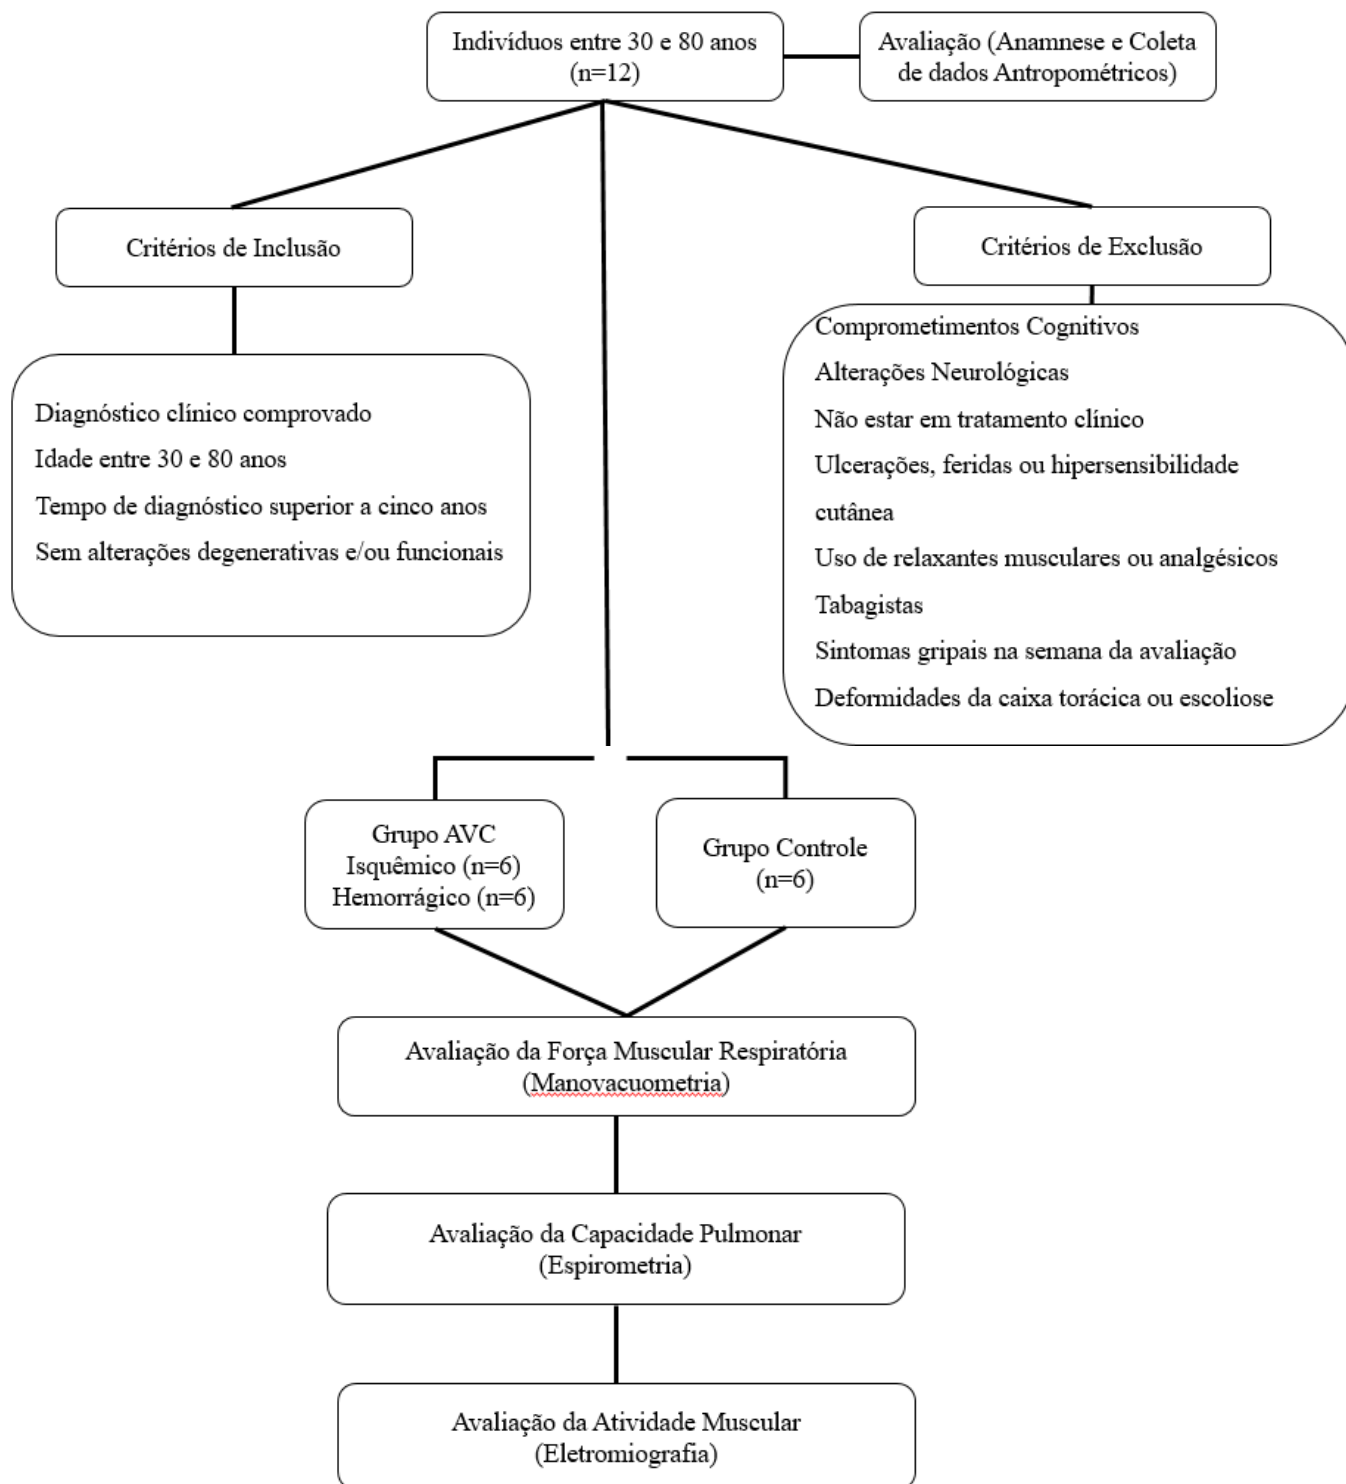 Indivíduos entre 30 e 80 anos
(n=12)
Avaliação (Anamnese e Coleta
de dados Antropométricos)
Critérios de Inclusão
Critérios de Exclusão
Diagnóstico clínico comprovado
Idade entre 30 e 80 anos
Tempo de diagnóstico superior a cinco anos
Sem alterações degenerativas e/ou funcionais
Comprometimentos Cognitivos
Alterações Neurológicas
Não estar em tratamento clínico
Ulcerações, feridas ou hipersensibilidade
cutânea
Uso de relaxantes musculares ou analgésicos
Tabagistas
Sintomas gripais na semana da avaliação
Deformidades da caixa torácica ou escoliose
Grupo AVC
Isquêmico (n=6)
Hemorrágico (n=6)
Grupo Controle
(n=6)
Avaliação da Força Muscular Respiratória
(Manovacuometria)
Avaliação da Capacidade Pulmonar
(Espirometria)
Avaliação da Atividade Muscular
(Eletromiografia)